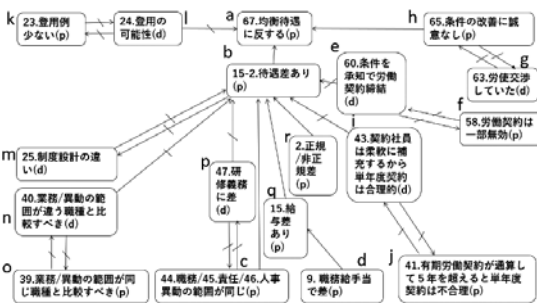 k
23.登用例
少ない(p)
24.登用の
可能性(d)
l
a
67.均衡待遇
に反する(p)
h
65.条件の改善に誠
意なし(p)
g
63.労使交渉
していた(d)
b
15-2.待遇差あり
(p)
e
60.条件を
承知で労働
契約締結
(d)
f
58.労働契約は
一部無効(p)
m
25.制度設計の違
い(d)
n
40.業務/異動の範
囲が違う職種と比
較すべき(d)
o
39.業務/異動の範囲が同
じ職種と比較すべき(p)
p
47.研
修義務
に差
(d)
c
44.職務/45.責任/46.人事
異動の範囲が同じ(p)
q
15.給
与差
あり
(p)
r
2.正規
/非正
規差
(p)
d
9. 職務給手当
で差(p)
i
43.契約社員
は柔軟に補
充するから
単年度契約
は合理的(d)
j
41.有期労働契約が通算し
て５年を超えると単年度
契約は不合理(p)